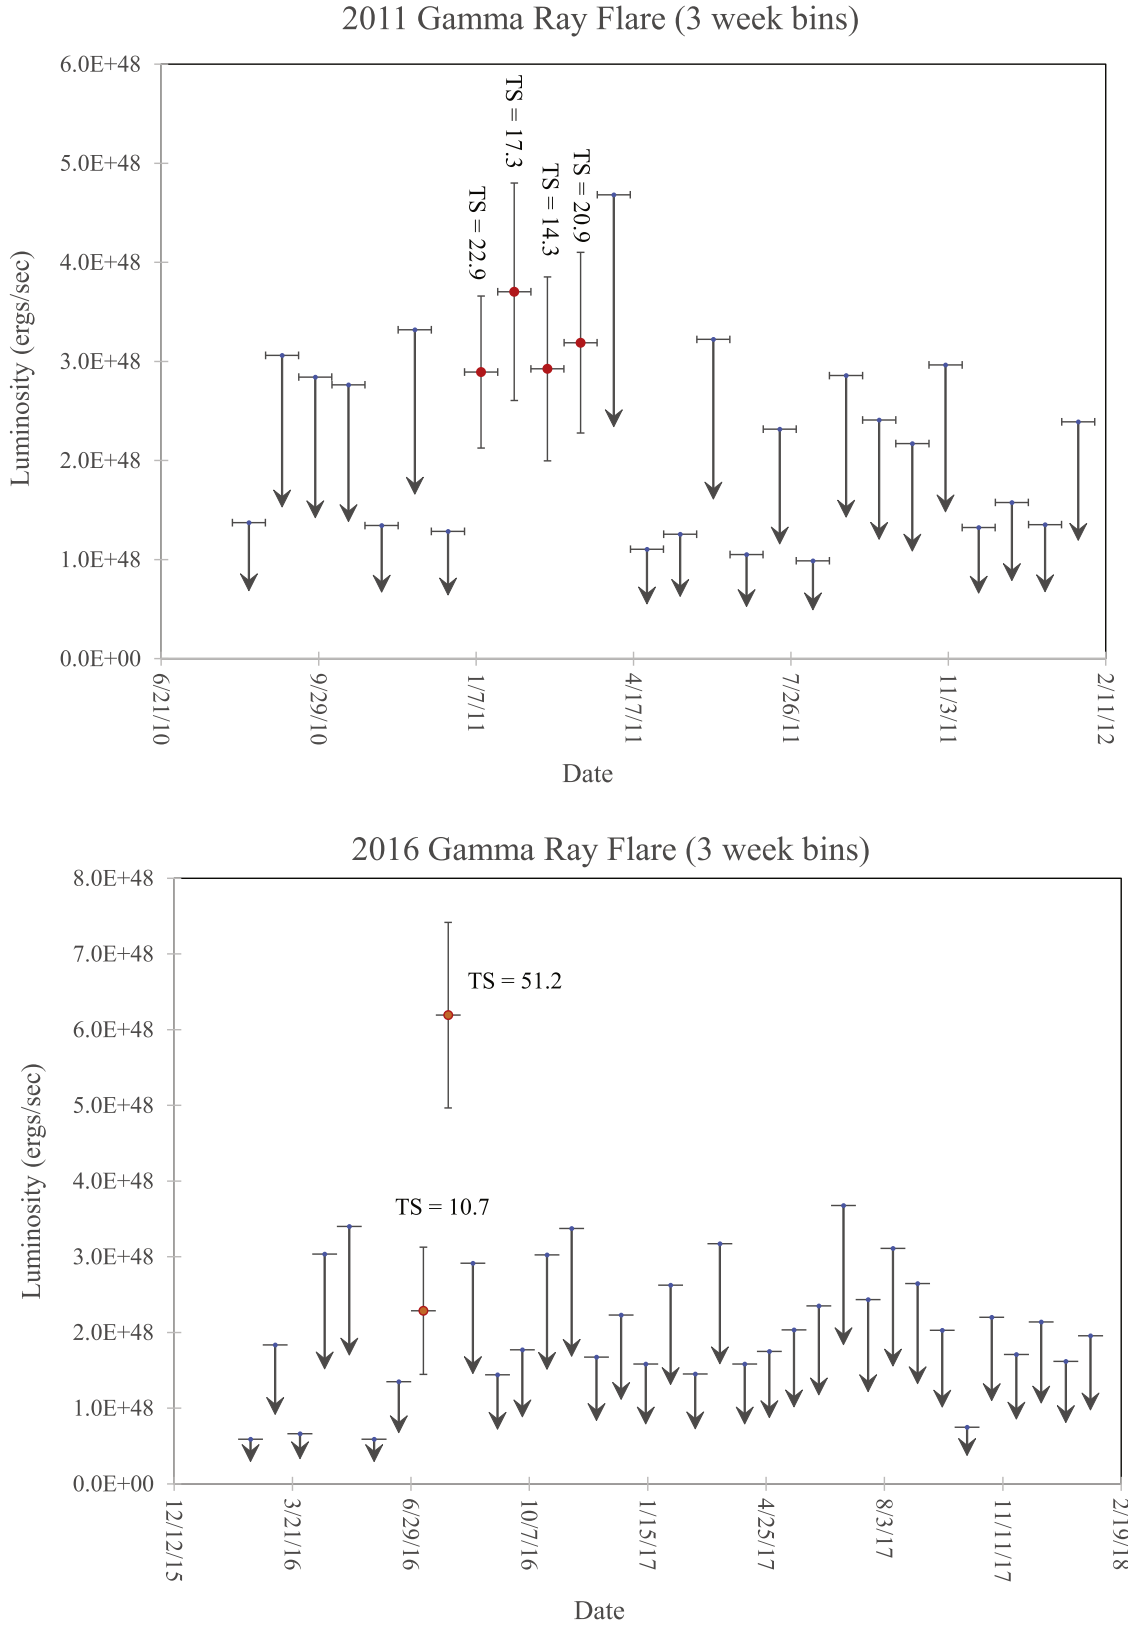 2011 Gamma Ray Flare (3 week bins)
6.0E+48
5.0E+48
4.0E+48
3.0E+48
2.0E+48
1.0E+48
0.0E+00
Luminosity (ergs/sec)
TS = 22.9
TS = 17.3
TS = 14.3
TS = 20.9
6/21/10
9/29/10
1/7/11
4/17/11
7/26/11
11/3/11
2/11/12
Date
2016 Gamma Ray Flare (3 week bins)
8.0E+48
7.0E+48
6.0E+48
5.0E+48
4.0E+48
3.0E+48
2.0E+48
1.0E+48
0.0E+00
Luminosity (ergs/sec)
TS = 51.2
TS = 10.7
12/12/15
3/21/16
6/29/16
10/7/16
1/15/17
4/25/17
8/3/17
11/11/17
2/19/18
Date